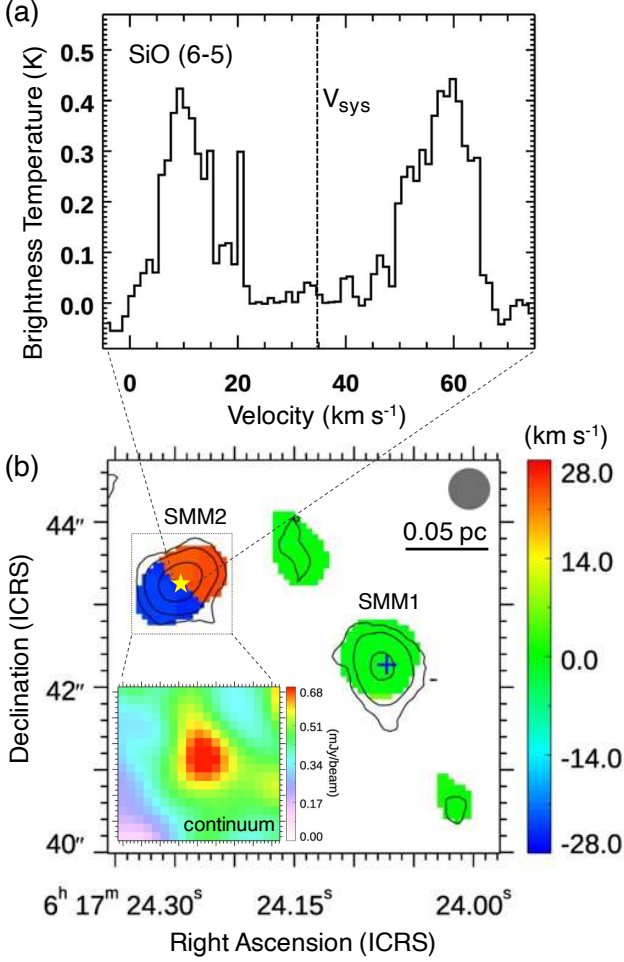 (a)
SiO (6-5)
Vsys
Brightness Temperature (K)
0.5
0.4
0.3
0.2
0.1
0.0
0 20 40 60
Velocity (km s-1)
(km s-1)
(b)
SMM2
0.05 pc
SMM1
Declination (ICRS)
44″
42″
40″
28.0
14.0
0.0
-14.0
-28.0
0.68
0.51
0.34
0.17
0.00
(mJy/beam)
continuum
6h 17m 24.30s 24.15s 24.00s
Right Ascension (ICRS)